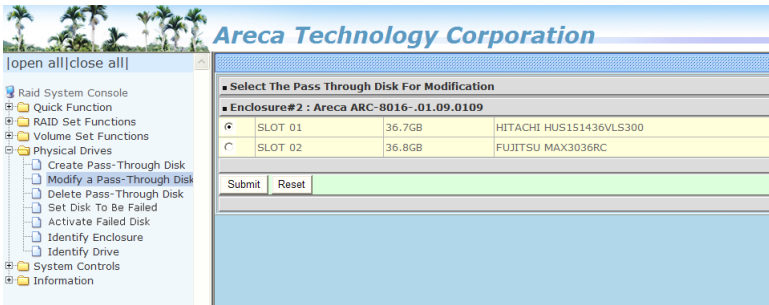 Areca Technology Corporation
|open all|close all|
Raid System Console
Quick Function
RAID Set Functions
Volume Set Functions
Physical Drives
Create Pass-Through Disk
Modify a Pass-Through Disk
Delete Pass-Through Disk
Set Disk To Be Failed
Activate Failed Disk
Identify Enclosure
Identify Drive
System Controls
Information
Select The Pass Through Disk For Modification
Enclosure#2 : Areca ARC-8016-.01.09.0109
SLOT 01 36.7GB HITACHI HUS151436VLS300
SLOT 02 36.8GB FUJITSU MAX3036RC
Submit Reset